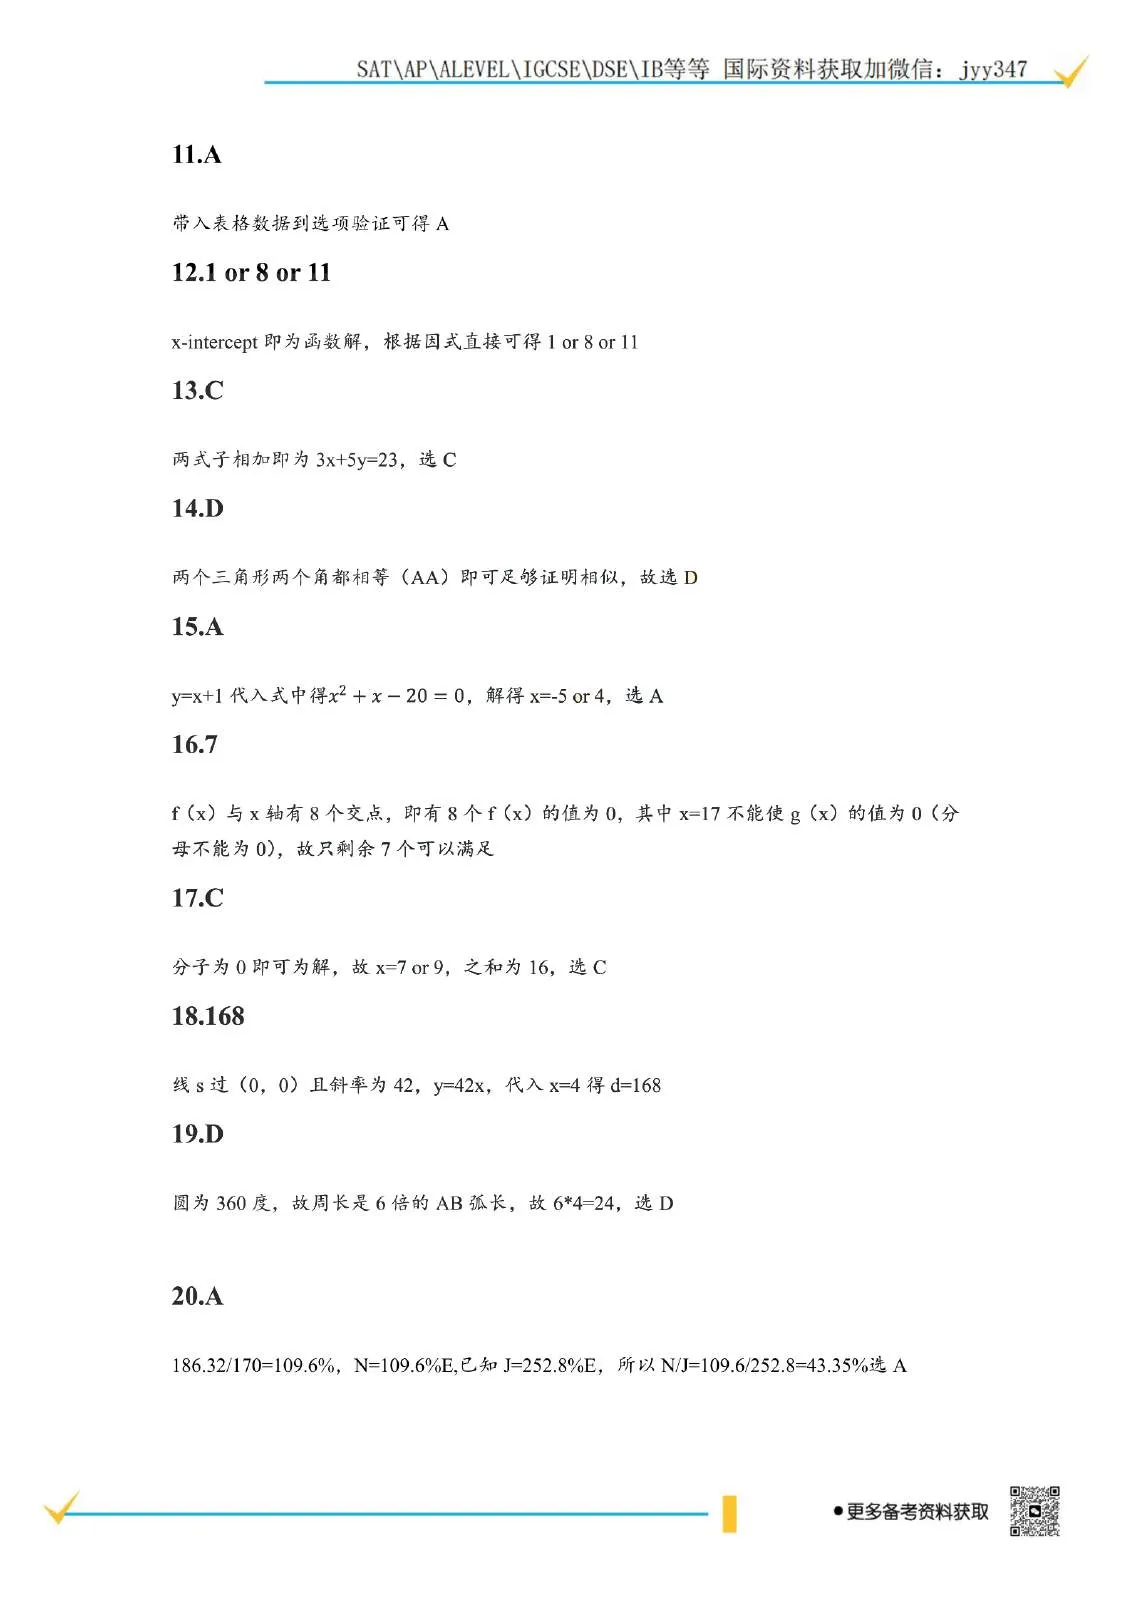 SAT\AP\ALEVEL\IGCSE\DSE\IB等等 国际资料获取加微信：jyy347
11.A
带入表格数据到选项验证可得 A
12.1 or 8 or 11
x-intercept 即为函数解，根据因式直接可得 1 or 8 or 11
13.C
两式子相加即为 3x+5y=23，选 C
14.D
两个三角形两个角都相等（AA）即可足够证明相似，故选 D
15.A
y=x+1 代入式中得x² + x − 20 = 0，解得 x=-5 or 4，选 A
16.7
f（x）与 x 轴有 8 个交点，即有 8 个 f（x）的值为 0，其中 x=17 不能使 g（x）的值为 0（分
母不能为 0），故只剩余 7 个可以满足
17.C
分子为 0 即可为解，故 x=7 or 9，之和为 16，选 C
18.168
线 s 过（0，0）且斜率为 42，y=42x，代入 x=4 得 d=168
19.D
圆为 360 度，故周长是 6 倍的 AB 弧长，故 6*4=24，选 D
20.A
186.32/170=109.6%，N=109.6%E,已知 J=252.8%E，所以 N/J=109.6/252.8=43.35%选 A
●更多备考资料获取